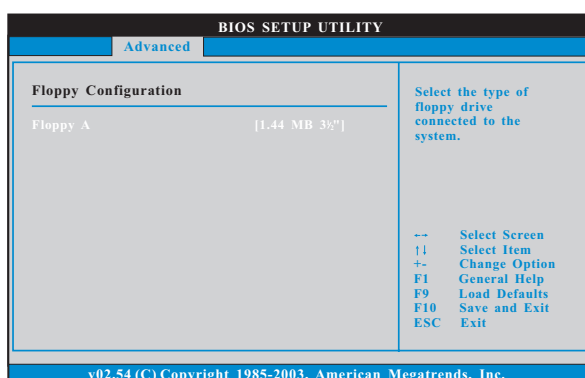 BIOS SETUP UTILITY
Advanced
Floppy Configuration
Floppy A [1.44 MB 3½"]
Select the type of
floppy drive
connected to the
system.
←→ Select Screen
↑↓ Select Item
+- Change Option
F1 General Help
F9 Load Defaults
F10 Save and Exit
ESC Exit
v02.54 (C) Copyright 1985-2003, American Megatrends, Inc.